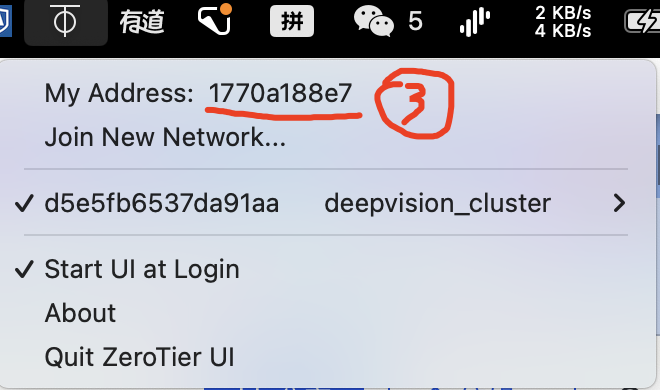 有道 拼 5 2 KB/s
4 KB/s
My Address: 1770a188e7 3
Join New Network...
d5e5fb6537da91aa deepvision_cluster
Start UI at Login
About
Quit ZeroTier UI